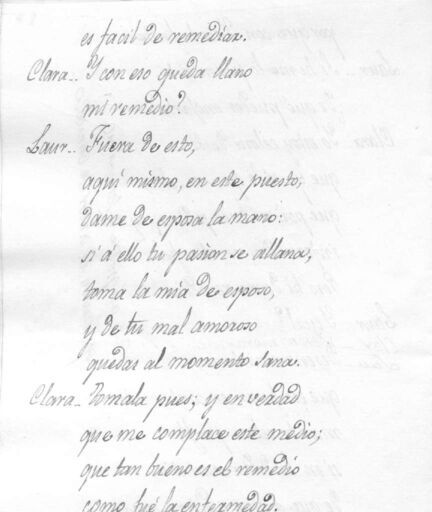 es facil de remediar.
Clara.. Y con eso queda llano
mi remedio?
Laur.. Fuera de esto,
aquí mismo, en este puesto,
dame de esposa la mano:
si á ello tu pasion se allana,
toma la mia de esposo,
y de tu mal amoroso
quedas al momento sana.
Clara.. Tomala pues; y en verdad
que me complace este medio;
que tan bueno es el remedio
como fué la enfermedad.